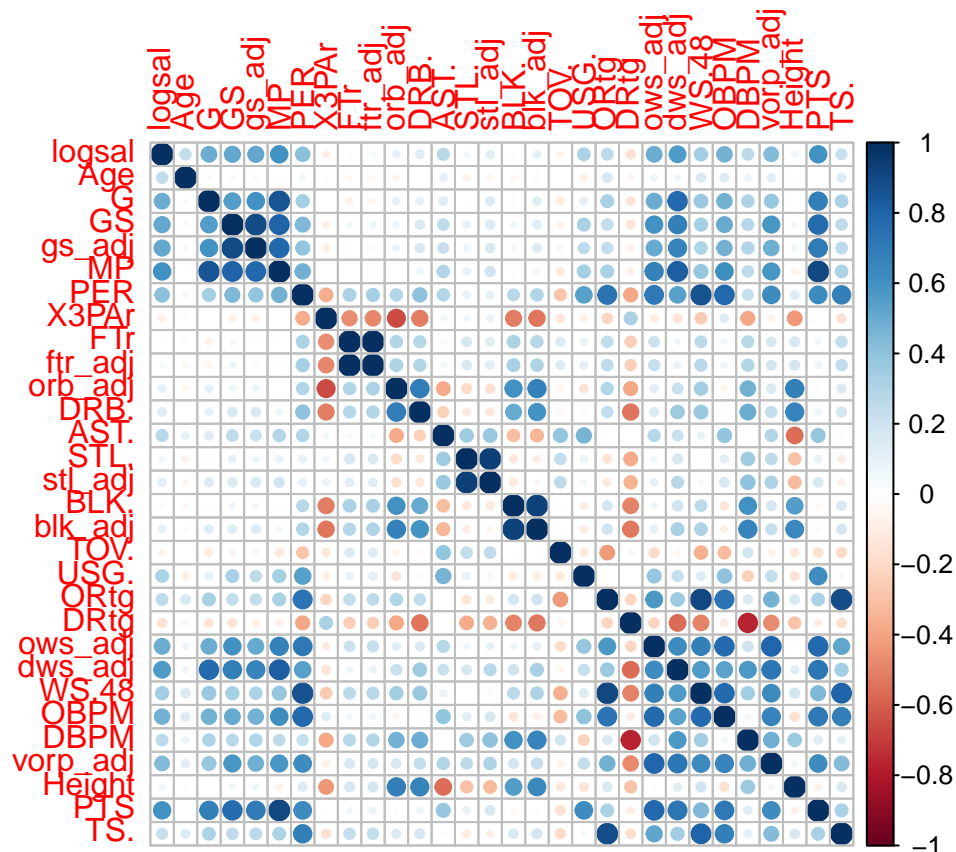 logsal
Age
G
GS
gs_adj
MP
PER
X3PAr
FTr
ftr_adj
orb_adj
DRB.
AST.
STL.
stl_adj
BLK.
blk_adj
TOV.
USG.
ORtg
DRtg
ows_adj
dws_adj
WS.48
OBPM
DBPM
vorp_adj
Height
PTS
TS.
logsal
Age
G
GS
gs_adj
MP
PER
X3PAr
FTr
ftr_adj
orb_adj
DRB.
AST.
STL.
stl_adj
BLK.
blk_adj
TOV.
USG.
ORtg
DRtg
ows_adj
dws_adj
WS.48
OBPM
DBPM
vorp_adj
Height
PTS
TS.
1
0.8
0.6
0.4
0.2
0
−0.2
−0.4
−0.6
−0.8
−1